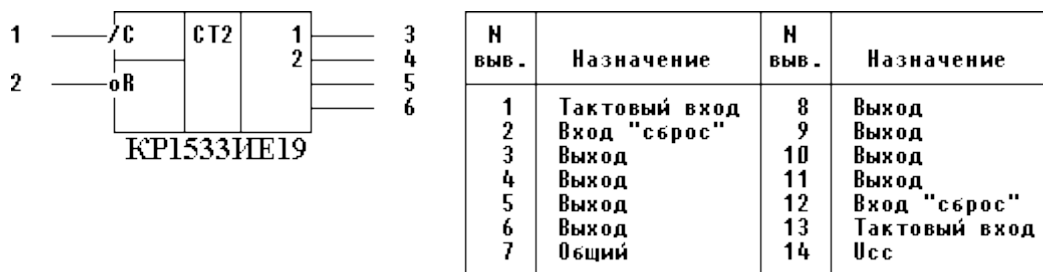 1 /C CT2 1 3
2 4
2 oR 5
6
КР1533ИЕ19
N выв. Назначение N выв. Назначение
1 Тактовый вход 8 Выход
2 Вход "сброс" 9 Выход
3 Выход 10 Выход
4 Выход 11 Выход
5 Выход 12 Вход "сброс"
6 Выход 13 Тактовый вход
7 Общий 14 Ucc